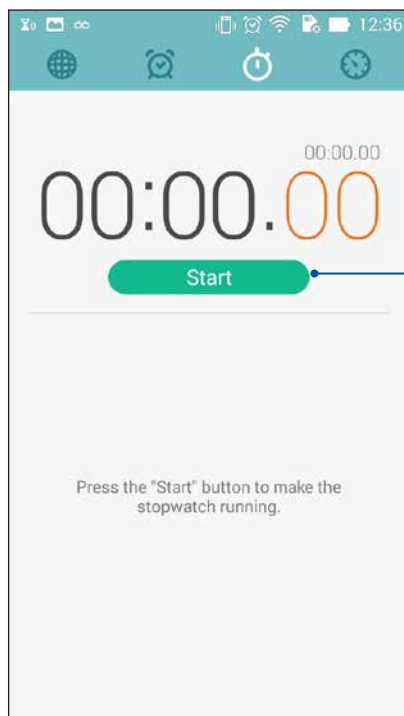 12:36
00:00.00
00:00.00
Start
Press the "Start" button to make the
stopwatch running.